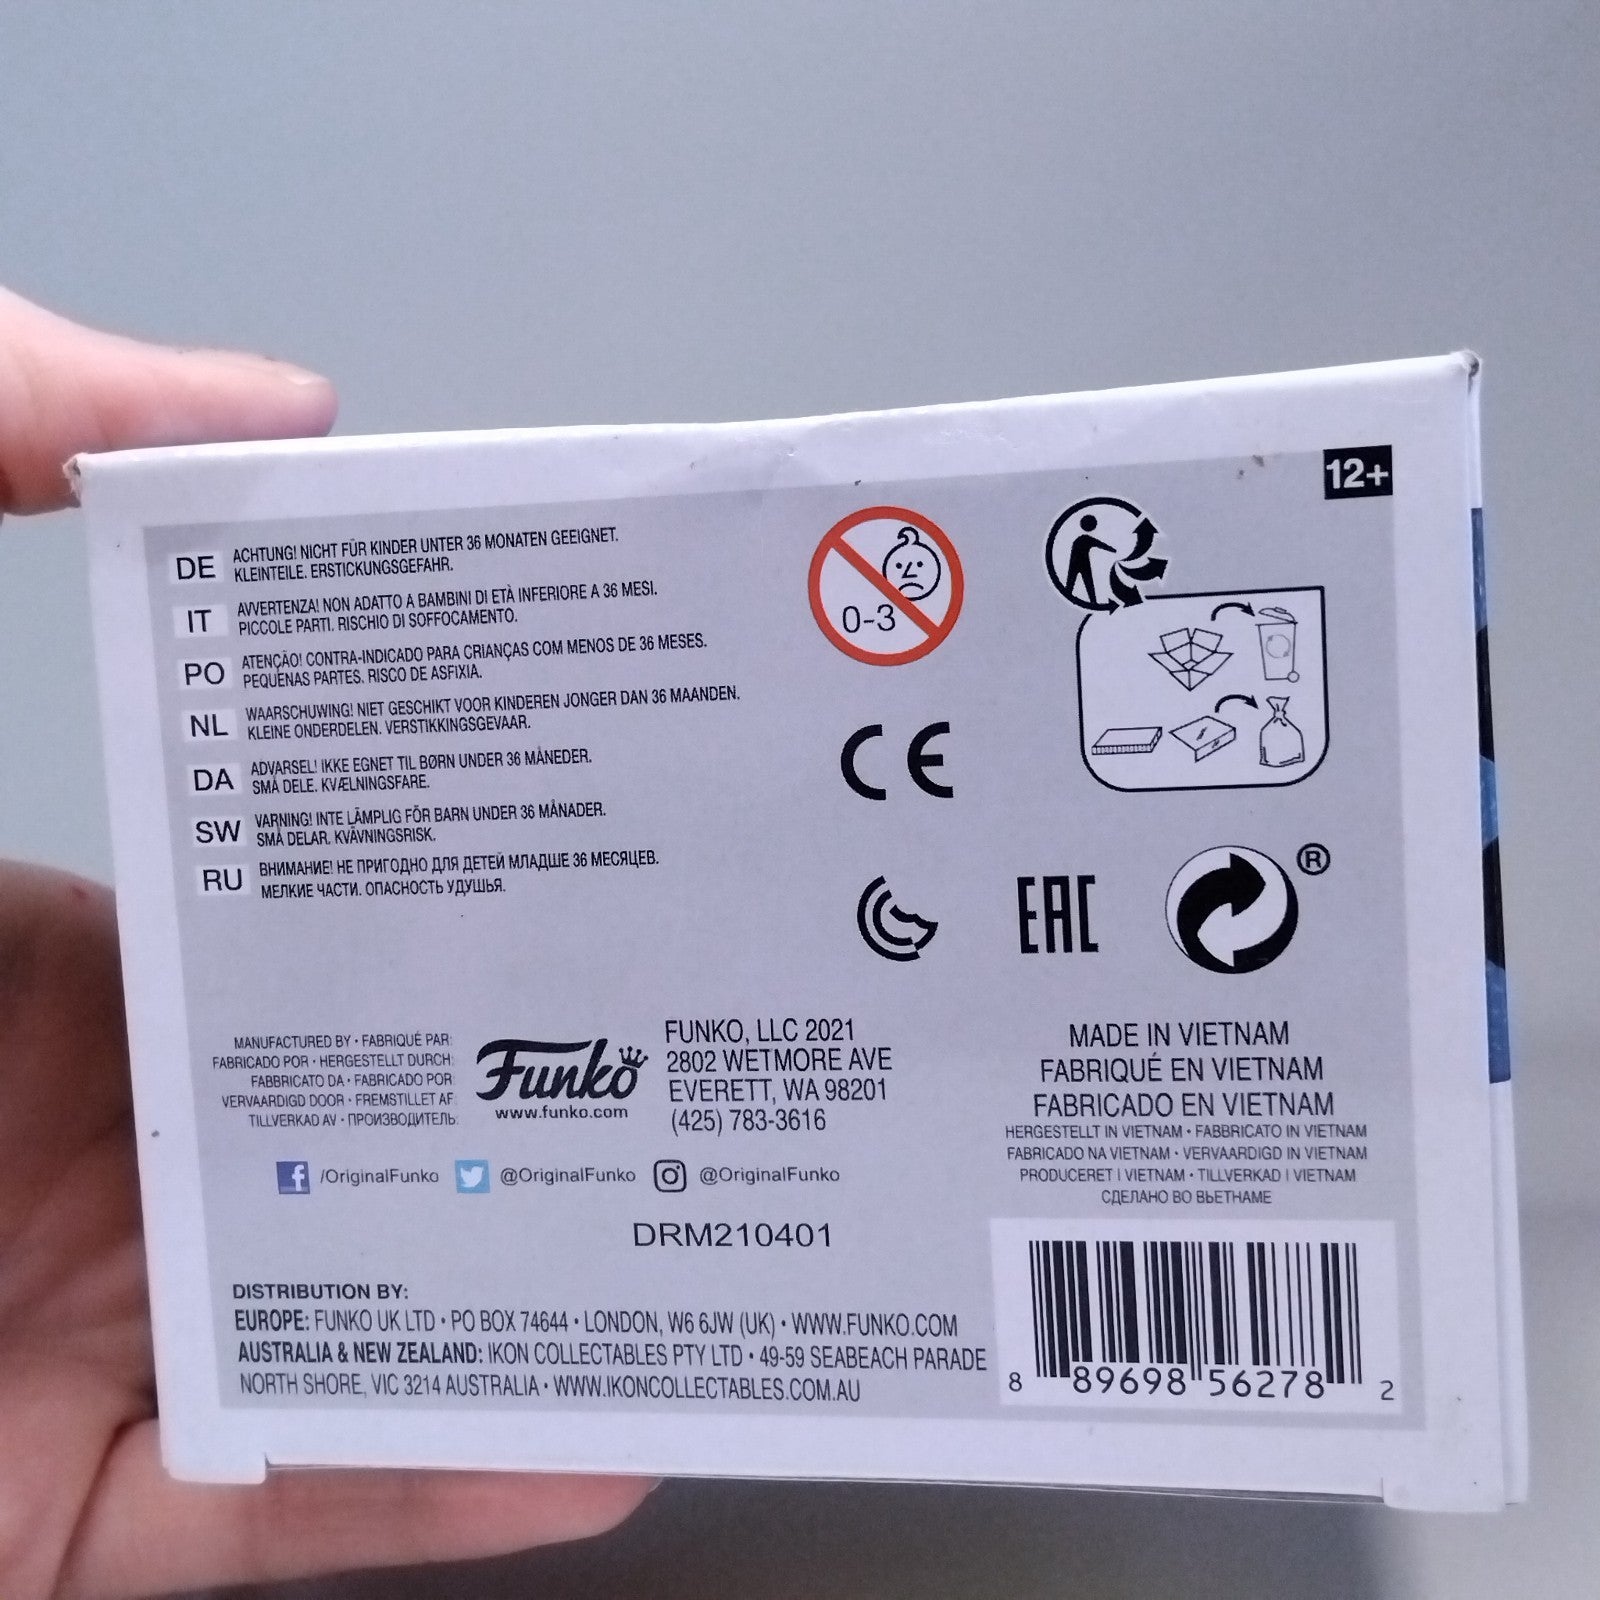 12+
DE ACHTUNG! NICHT FÜR KINDER UNTER 36 MONATEN GEEIGNET.
KLEINTEILE. ERSTICKUNGSGEFAHR.
IT AVVERTENZA! NON ADATTO A BAMBINI DI ETÀ INFERIORE A 36 MESI.
PICCOLE PARTI. RISCHIO DI SOFFOCAMENTO.
PO ATENÇÃO! CONTRA-INDICADO PARA CRIANÇAS COM MENOS DE 36 MESES.
PEQUENAS PARTES. RISCO DE ASFIXIA.
NL WAARSCHUWING! NIET GESCHIKT VOOR KINDEREN JONGER DAN 36 MAANDEN.
KLEINE ONDERDELEN. VERSTIKKINGSGEVAAR.
DA ADVARSEL! IKKE EGNET TIL BØRN UNDER 36 MÅNEDER.
SMÅ DELE. KVÆLNINGSFARE.
SW VARNING! INTE LÄMPLIG FÖR BARN UNDER 36 MÅNADER.
SMÅ DELAR. KVÄVNINGSRISK.
RU ВНИМАНИЕ! НЕ ПРИГОДНО ДЛЯ ДЕТЕЙ МЛАДШЕ 36 МЕСЯЦЕВ.
МЕЛКИЕ ЧАСТИ. ОПАСНОСТЬ УДУШЬЯ.
0-3
CE
EAC
®
MANUFACTURED BY • FABRIQUÉ PAR:
FABRICADO POR • HERGESTELLT DURCH:
FABBRICATO DA • FABRICADO POR:
VERVAARDIGD DOOR • FREMSTILLET AF:
TILLVERKAD AV • ПРОИЗВОДИТЕЛЬ:
Funko
www.funko.com
FUNKO, LLC 2021
2802 WETMORE AVE
EVERETT, WA 98201
(425) 783-3616
/OriginalFunko @OriginalFunko @OriginalFunko
DRM210401
MADE IN VIETNAM
FABRIQUÉ EN VIETNAM
FABRICADO EN VIETNAM
HERGESTELLT IN VIETNAM • FABBRICATO IN VIETNAM
FABRICADO NA VIETNAM • VERVAARDIGD IN VIETNAM
PRODUCERET I VIETNAM • TILLVERKAD I VIETNAM
СДЕЛАНО ВО ВЬЕТНАМЕ
DISTRIBUTION BY:
EUROPE: FUNKO UK LTD • PO BOX 74644 • LONDON, W6 6JW (UK) • WWW.FUNKO.COM
AUSTRALIA & NEW ZEALAND: IKON COLLECTABLES PTY LTD • 49-59 SEABEACH PARADE
NORTH SHORE, VIC 3214 AUSTRALIA • WWW.IKONCOLLECTABLES.COM.AU
8 89698 56278 2